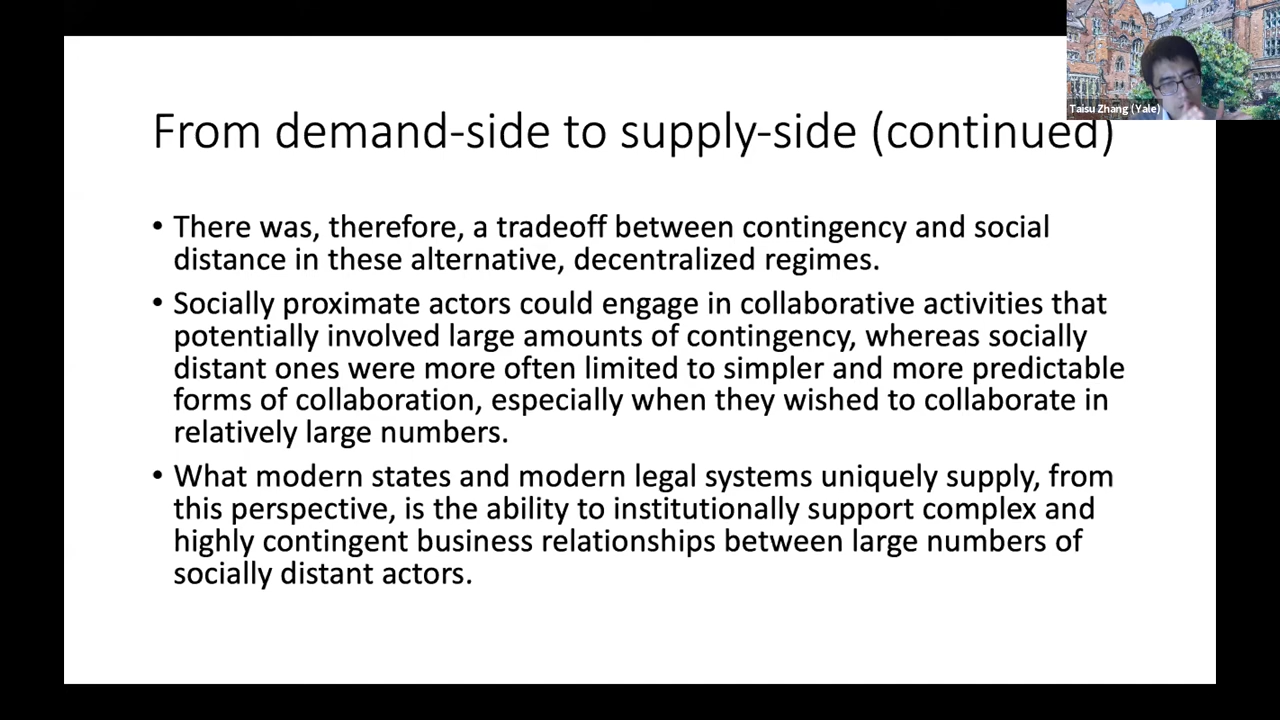 Taisu Zhang (Yale)
From demand-side to supply-side (continued)
• There was, therefore, a tradeoff between contingency and social
distance in these alternative, decentralized regimes.
• Socially proximate actors could engage in collaborative activities that
potentially involved large amounts of contingency, whereas socially
distant ones were more often limited to simpler and more predictable
forms of collaboration, especially when they wished to collaborate in
relatively large numbers.
• What modern states and modern legal systems uniquely supply, from
this perspective, is the ability to institutionally support complex and
highly contingent business relationships between large numbers of
socially distant actors.